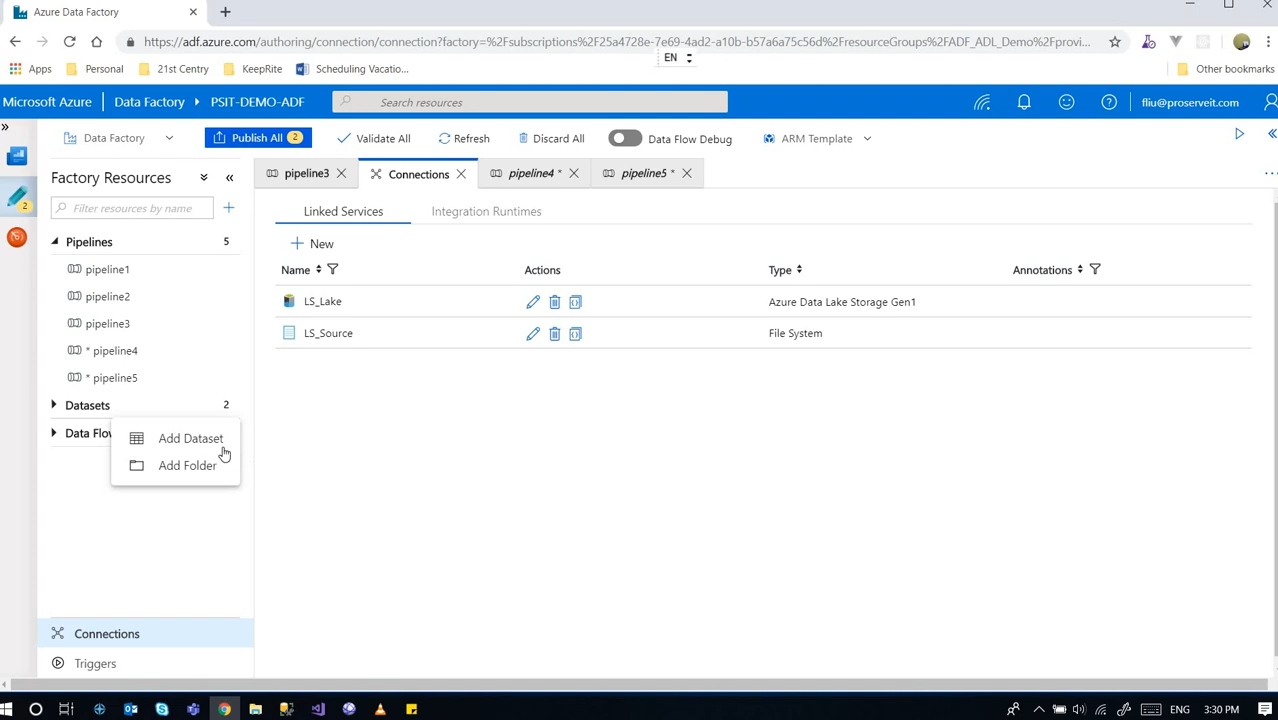 Azure Data Factory
https://adf.azure.com/authoring/connection/connection?factory=%2Fsubscriptions%2F25a4728e-7e69-4ad2-a10b-b57a6a75c56d%2FresourceGroups%2FADF_ADL_Demo%2Fprovi...
EN
Apps Personal 21st Centry KeepRite Scheduling Vacatio... Other bookmarks
Microsoft Azure Data Factory PSIT-DEMO-ADF Search resources fliu@proserveit.com
Data Factory Publish All 2 Validate All Refresh Discard All Data Flow Debug ARM Template
2
pipeline3 Connections pipeline4 * pipeline5 *
Factory Resources
Filter resources by name
Pipelines 5
pipeline1
pipeline2
pipeline3
* pipeline4
* pipeline5
Datasets 2
Data Flow
Add Dataset
Add Folder
Connections
Triggers
Linked Services Integration Runtimes
New
Name Actions Type Annotations
LS_Lake Azure Data Lake Storage Gen1
LS_Source File System
ENG 3:30 PM